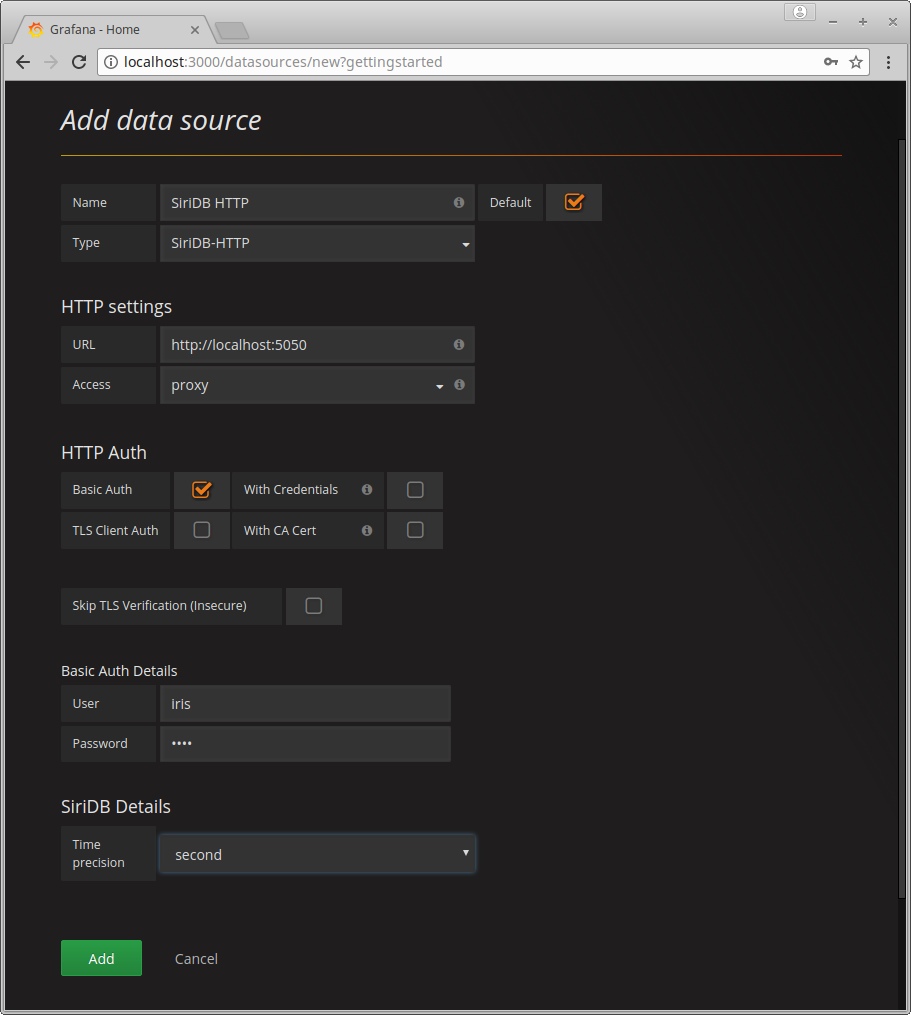 Grafana - Home
localhost:3000/datasources/new?gettingstarted
Add data source
Name SiriDB HTTP Default
Type SiriDB-HTTP
HTTP settings
URL http://localhost:5050
Access proxy
HTTP Auth
Basic Auth With Credentials
TLS Client Auth With CA Cert
Skip TLS Verification (Insecure)
Basic Auth Details
User iris
Password ••••
SiriDB Details
Time
precision
second
Add Cancel